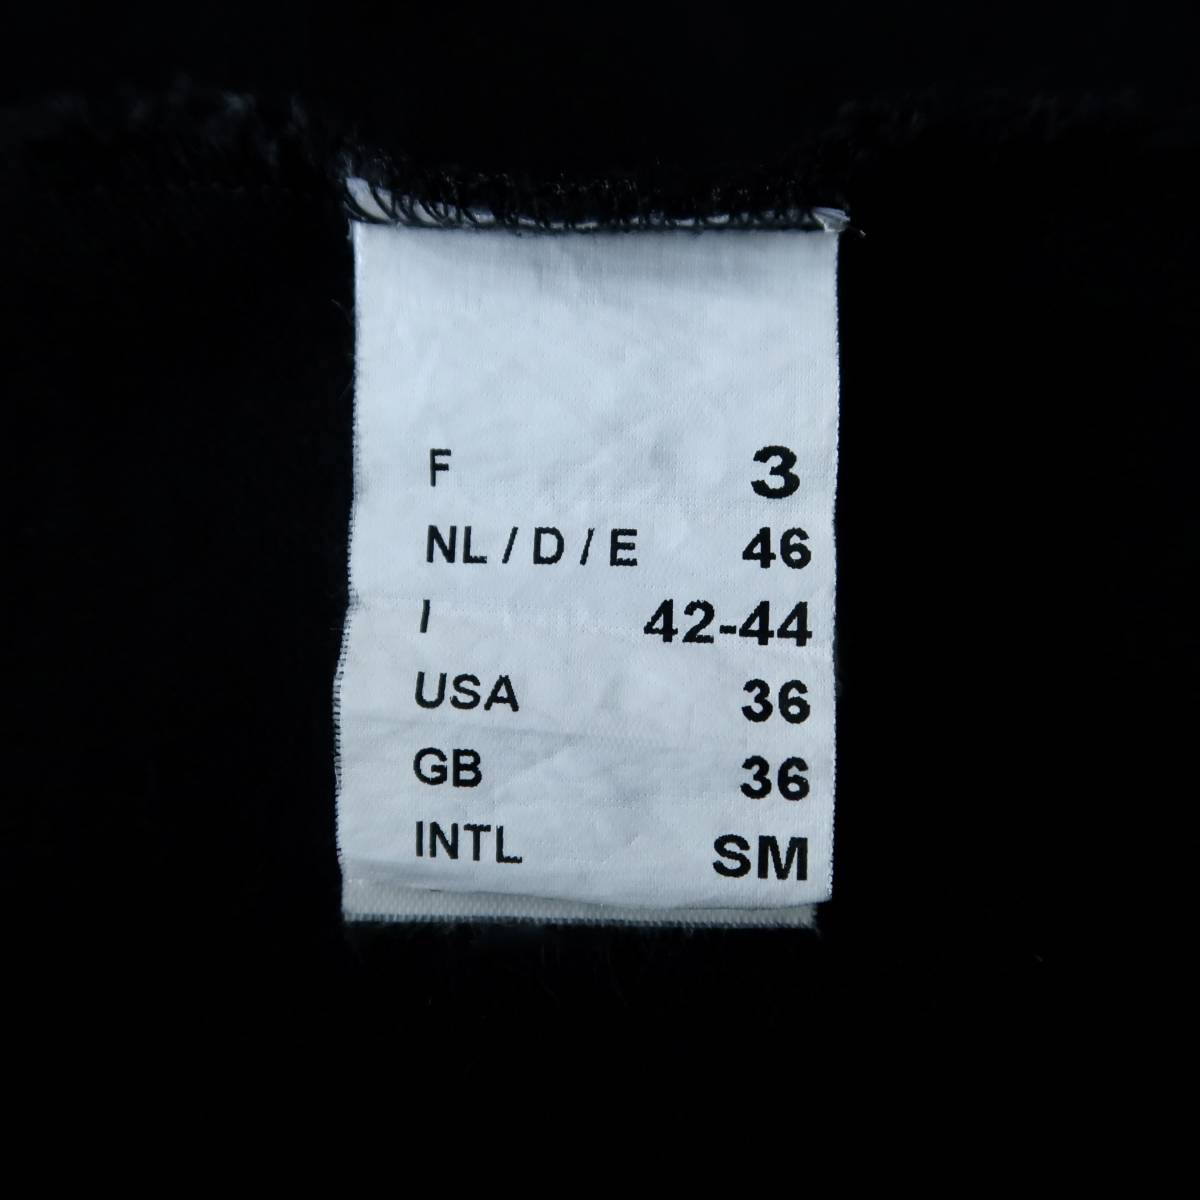 F 3
NL / D / E 46
I 42-44
USA 36
GB 36
INTL SM